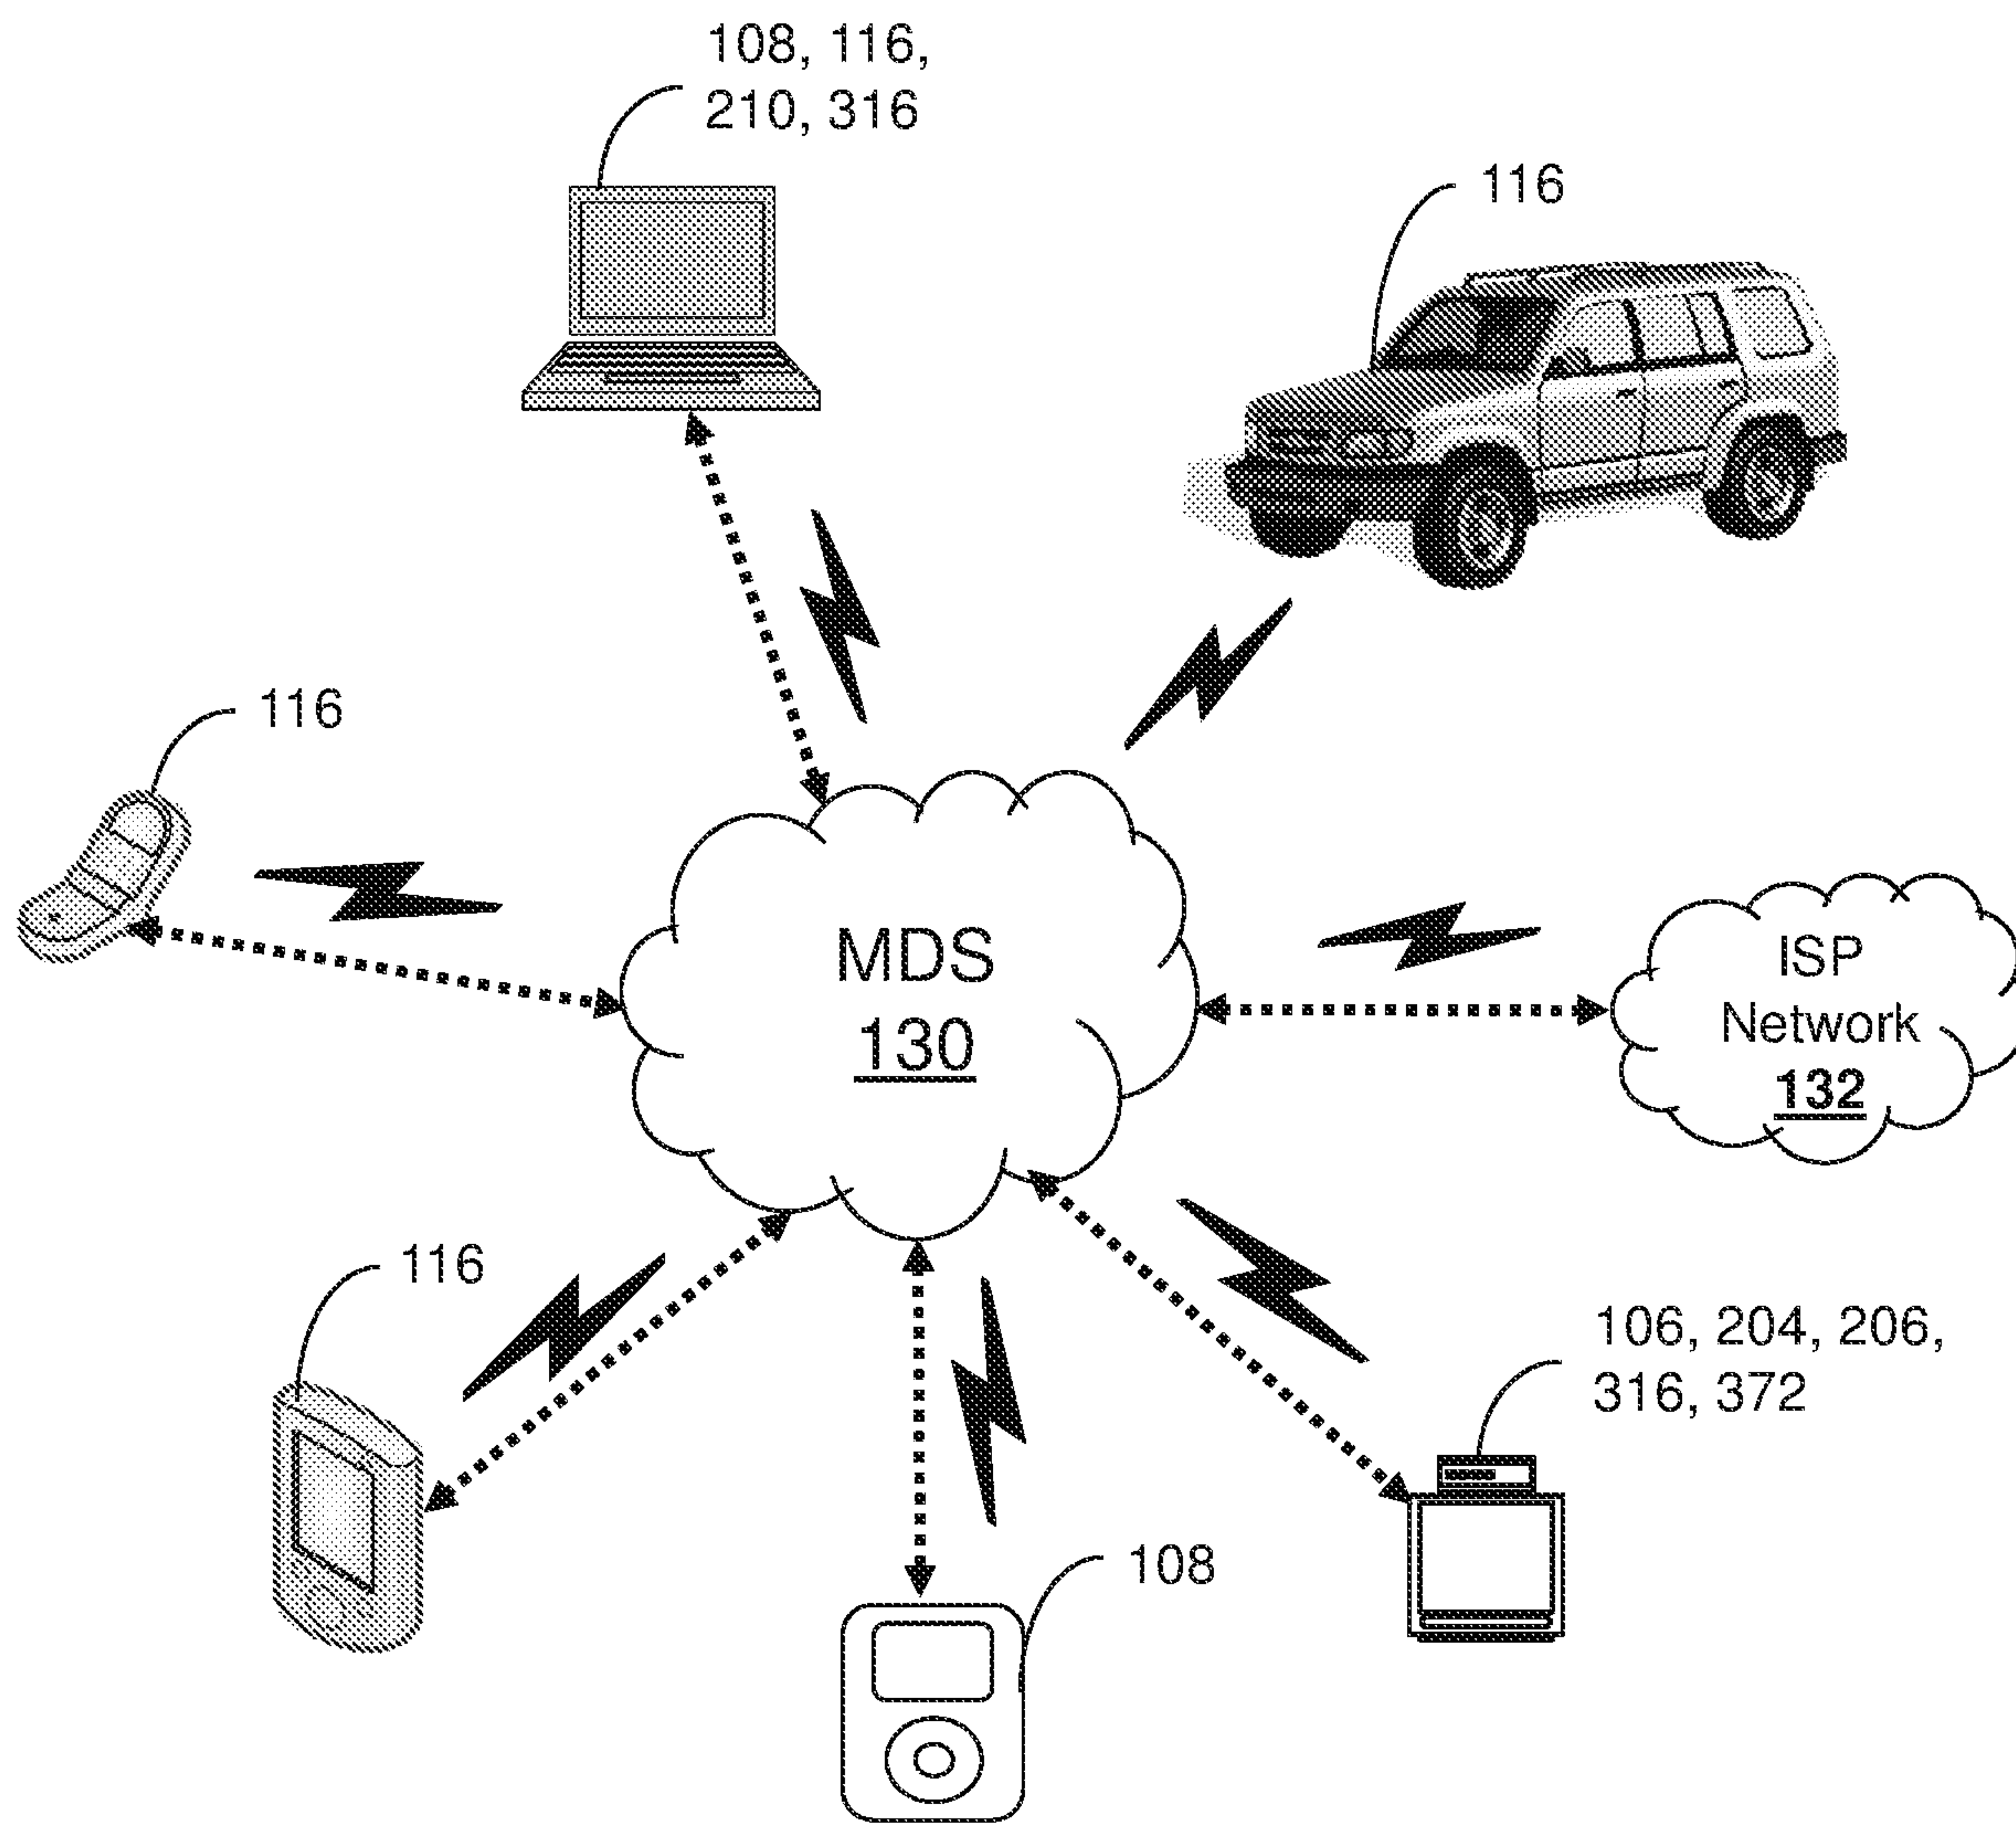 108, 116,
210, 316
116
116
MDS
130
ISP
Network
132
116
106, 204, 206,
316, 372
108